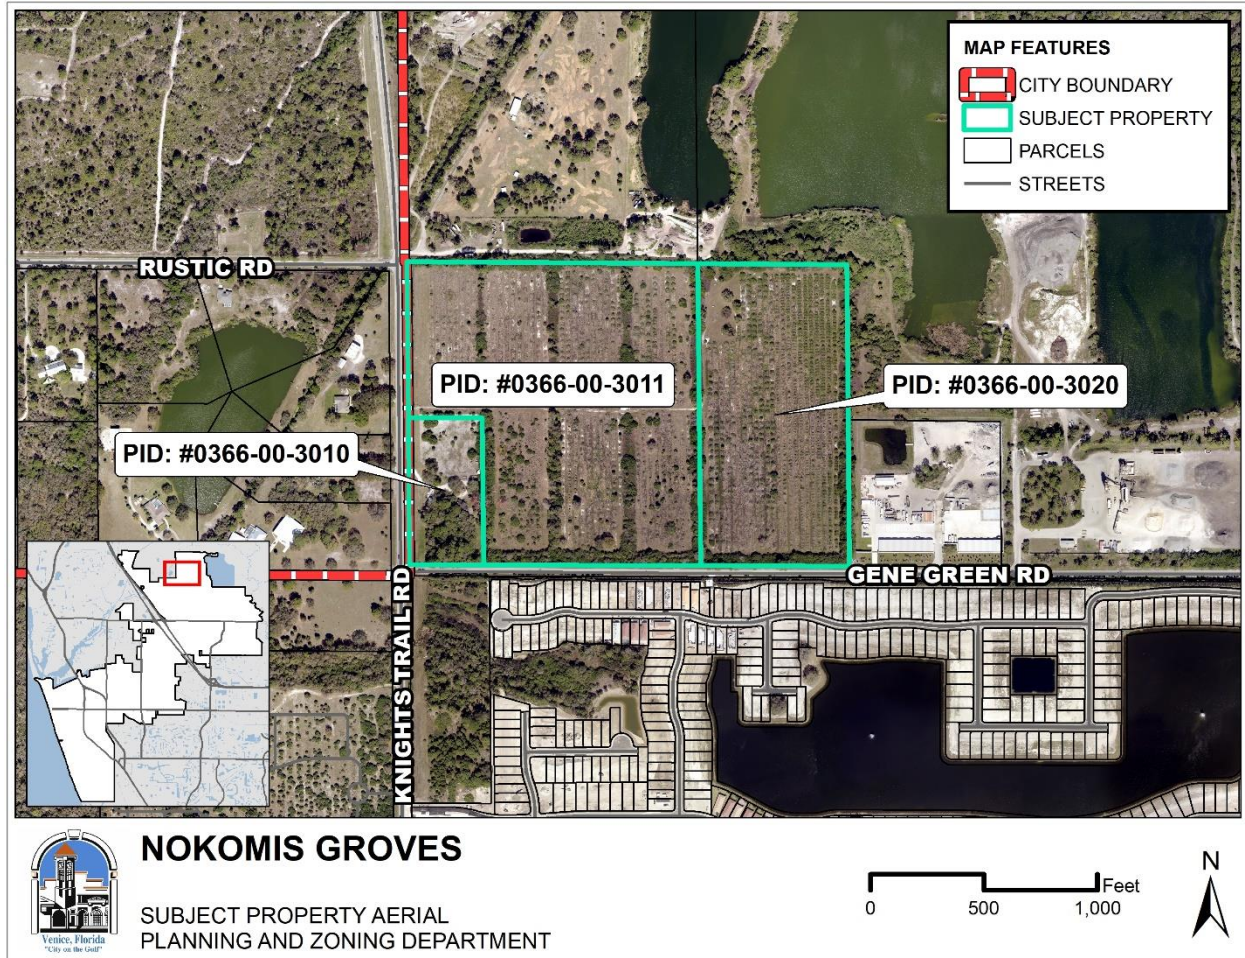 MAP FEATURES
CITY BOUNDARY
SUBJECT PROPERTY
PARCELS
STREETS
RUSTIC RD
PID: #0366-00-3011
PID: #0366-00-3020
PID: #0366-00-3010
GENE GREEN RD
KNIGHTS TRAIL RD
NOKOMIS GROVES
SUBJECT PROPERTY AERIAL
PLANNING AND ZONING DEPARTMENT
Venice, Florida
"City on the Gulf"
Feet
0 500 1,000
N